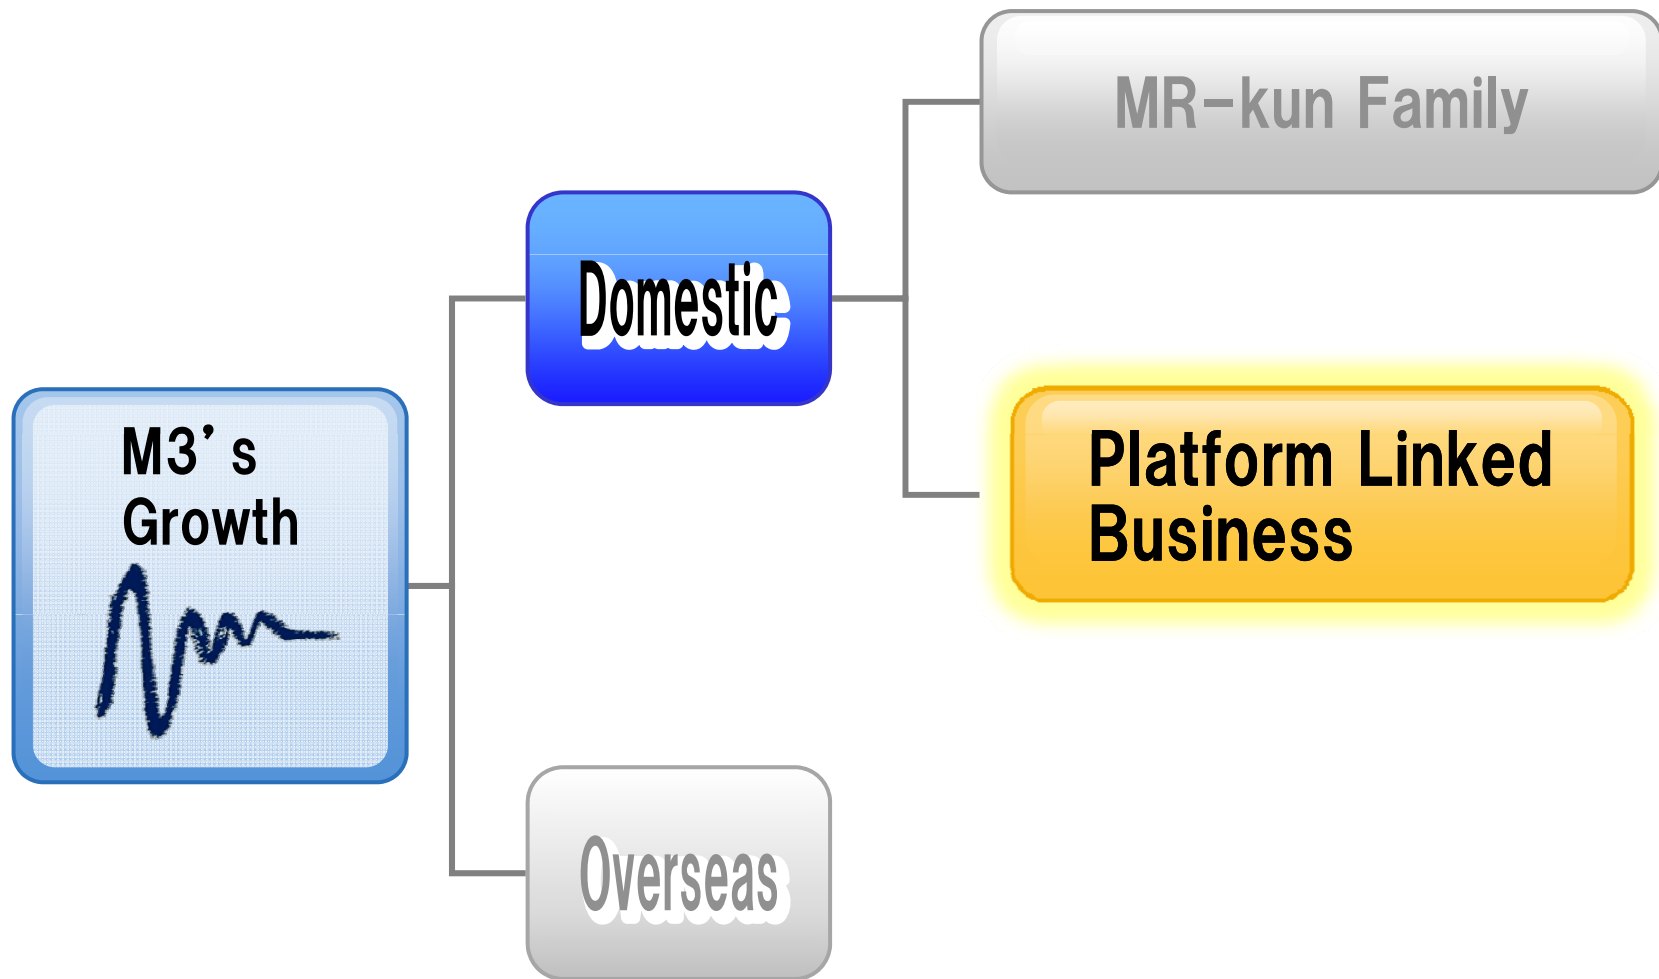 MR-kun Family
Domestic
M3's
Growth
Platform Linked
Business
Overseas